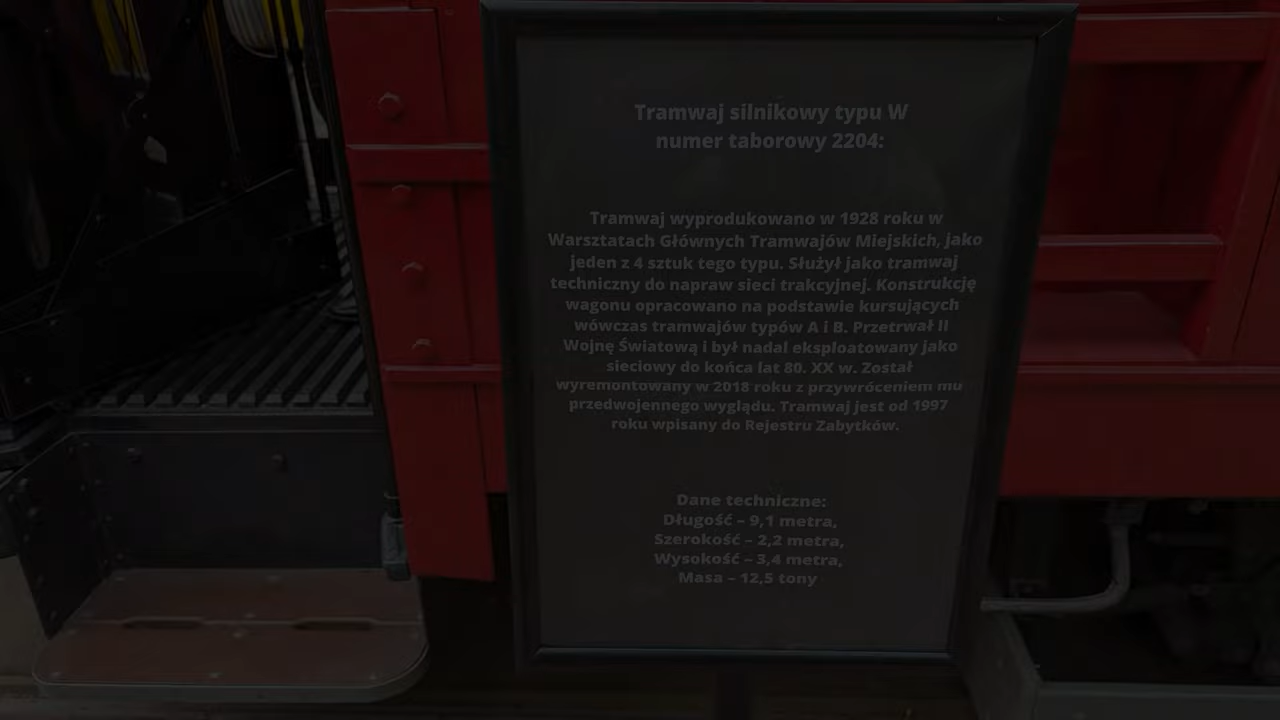 Tramwaj silnikowy typu W
numer taborowy 2204:
Tramwaj wyprodukowano w 1928 roku w
Warsztatach Głównych Tramwajów Miejskich, jako
jeden z 4 sztuk tego typu. Służył jako tramwaj
techniczny do napraw sieci trakcyjnej. Konstrukcję
wagonu opracowano na podstawie kursujących
wówczas tramwajów typów A i B. Przetrwał II
Wojnę Światową i był nadal eksploatowany jako
sieciowy do końca lat 80. XX w. Został
wyremontowany w 2018 roku z przywróceniem mu
przedwojennego wyglądu. Tramwaj jest od 1997
roku wpisany do Rejestru Zabytków.
Dane techniczne:
Długość – 9,1 metra,
Szerokość – 2,2 metra,
Wysokość – 3,4 metra,
Masa – 12,5 tony